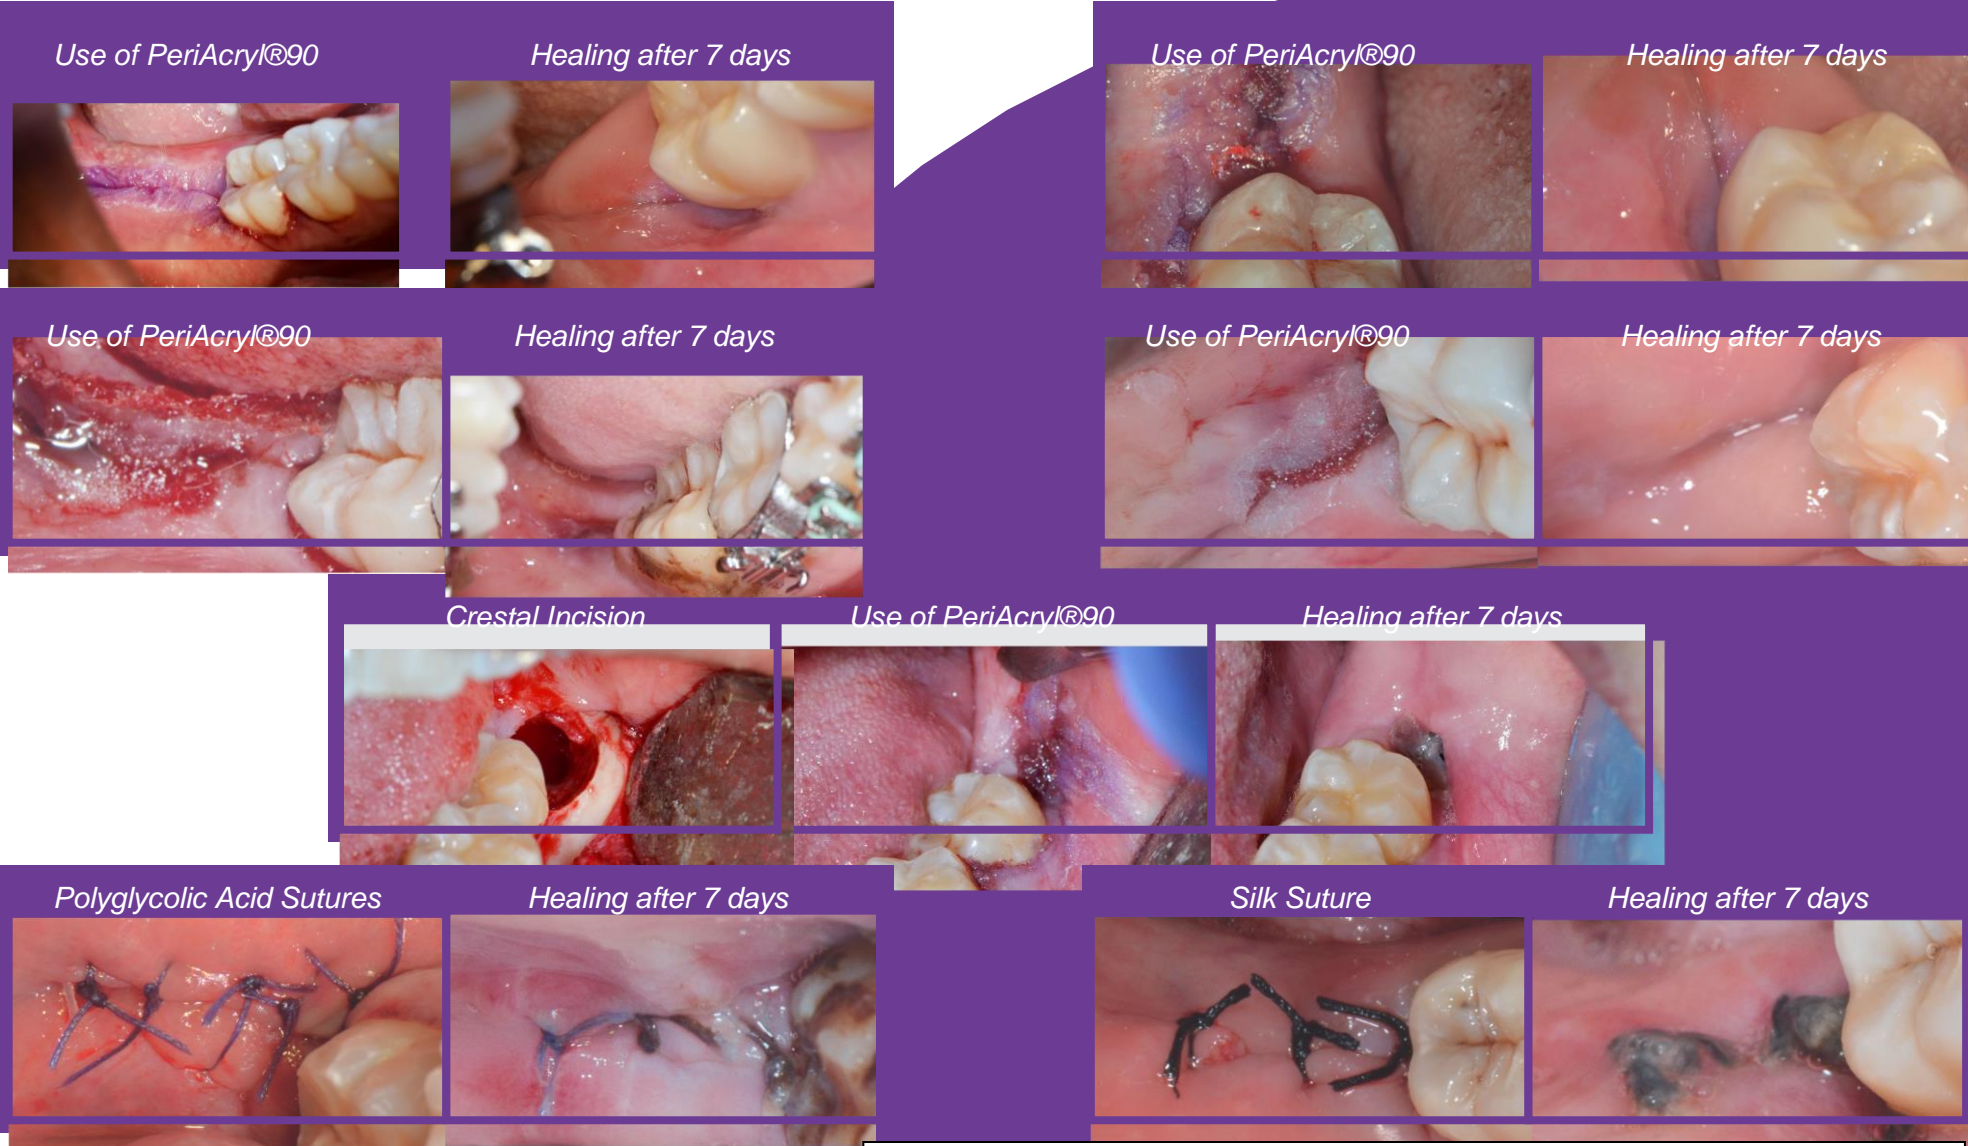 Use of PeriAcryl®90
Healing after 7 days
Use of PeriAcryl®90
Healing after 7 days
Use of PeriAcryl®90
Healing after 7 days
Use of PeriAcryl®90
Healing after 7 days
Crestal Incision
Use of PeriAcryl®90
Healing after 7 days
Polyglycolic Acid Sutures
Healing after 7 days
Silk Suture
Healing after 7 days